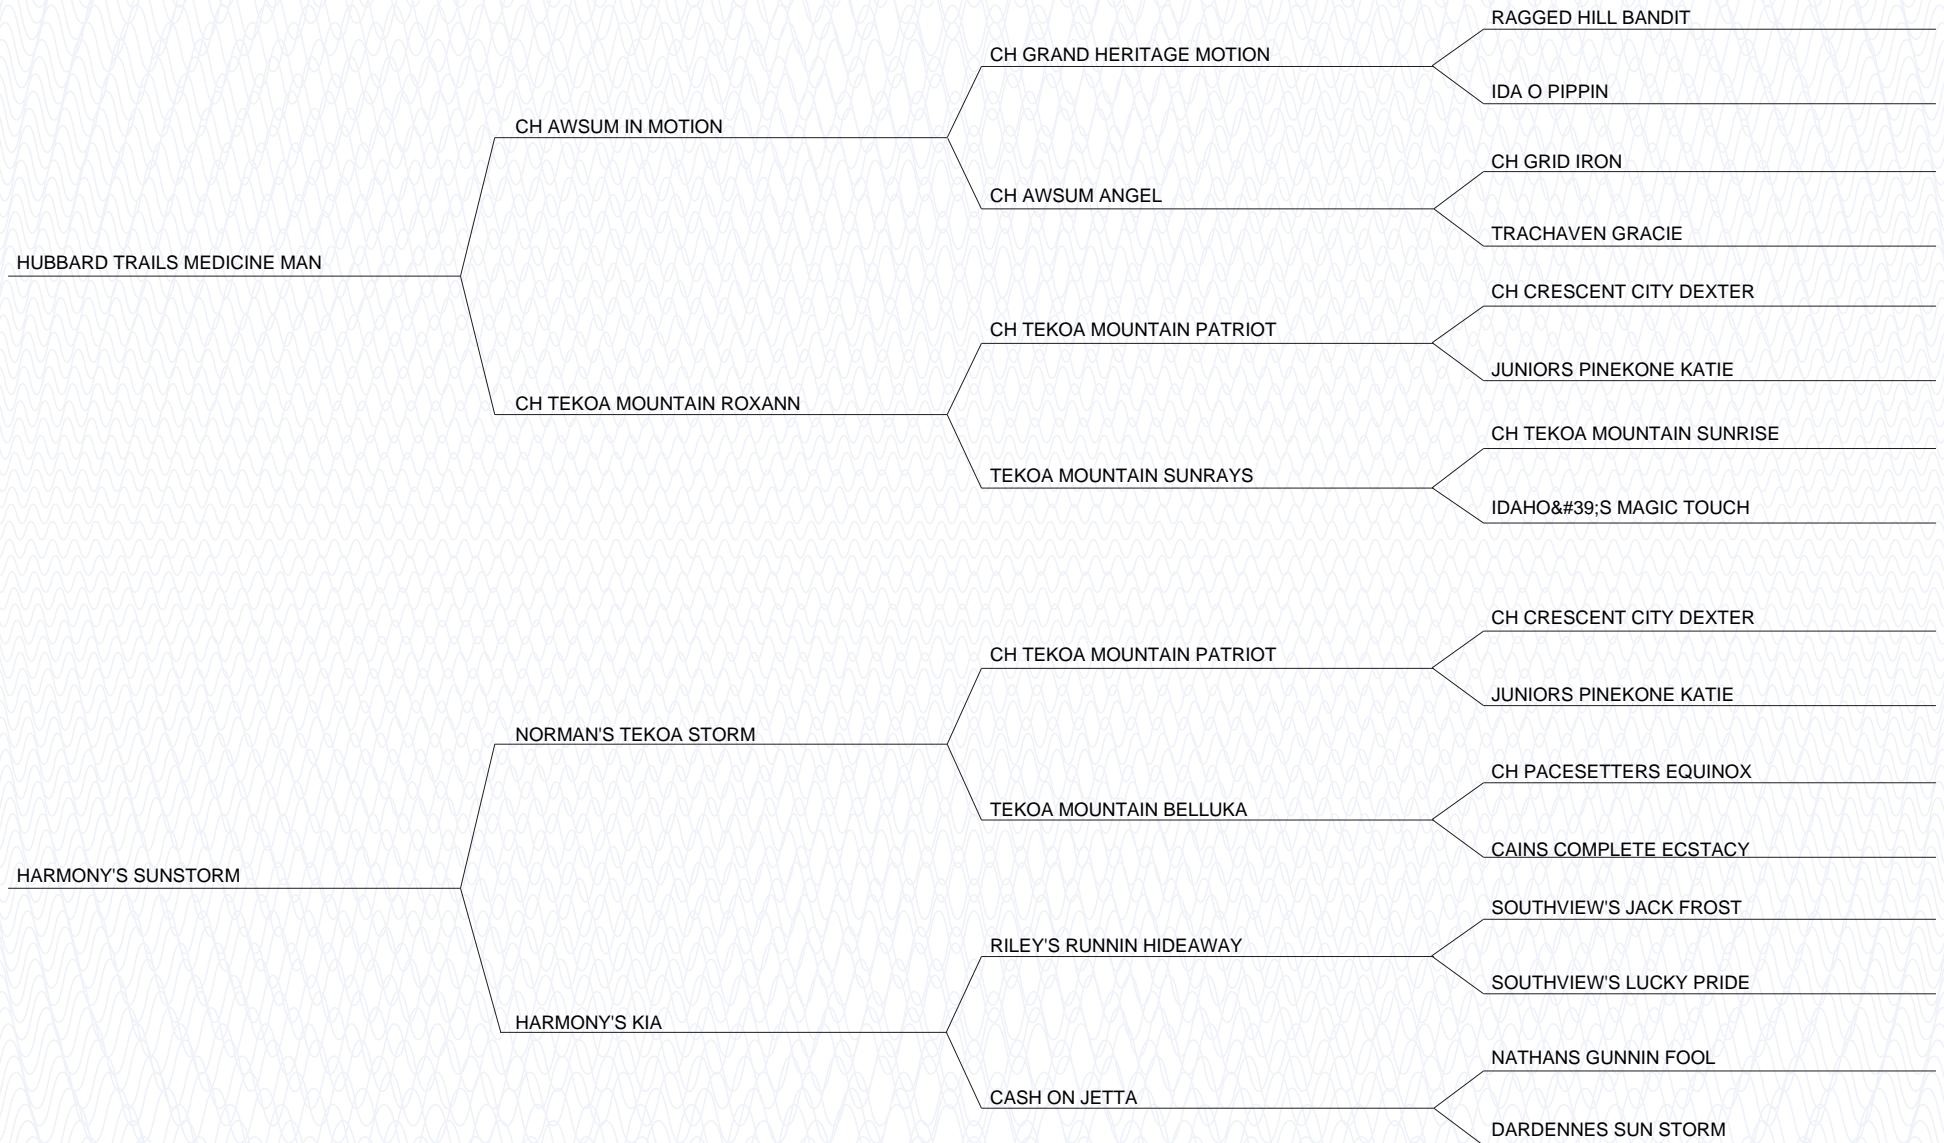 RAGGED HILL BANDIT
CH GRAND HERITAGE MOTION
IDA O PIPPIN
CH AWSUM IN MOTION
CH GRID IRON
CH AWSUM ANGEL
TRACHAVEN GRACIE
HUBBARD TRAILS MEDICINE MAN
CH CRESCENT CITY DEXTER
CH TEKOA MOUNTAIN PATRIOT
JUNIORS PINEKONE KATIE
CH TEKOA MOUNTAIN ROXANN
CH TEKOA MOUNTAIN SUNRISE
TEKOA MOUNTAIN SUNRAYS
IDAHO&#39;S MAGIC TOUCH
CH CRESCENT CITY DEXTER
CH TEKOA MOUNTAIN PATRIOT
JUNIORS PINEKONE KATIE
NORMAN'S TEKOA STORM
CH PACESETTERS EQUINOX
TEKOA MOUNTAIN BELLUKA
CAINS COMPLETE ECSTACY
HARMONY'S SUNSTORM
SOUTHVIEW'S JACK FROST
RILEY'S RUNNIN HIDEAWAY
SOUTHVIEW'S LUCKY PRIDE
HARMONY'S KIA
NATHANS GUNNIN FOOL
CASH ON JETTA
DARDENNES SUN STORM